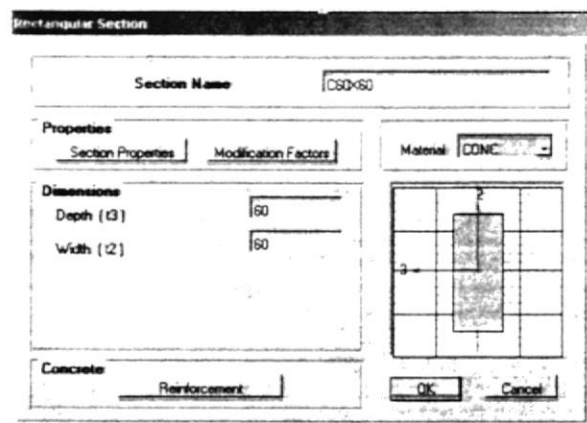 Rectangular Section
Section Name C60X60
Properties
Section Properties Modification Factors
Material: CONC
Dimensions
Depth (t3) 60
Width (t2) 60
2
3
Concrete
Reinforcement
OK Cancel